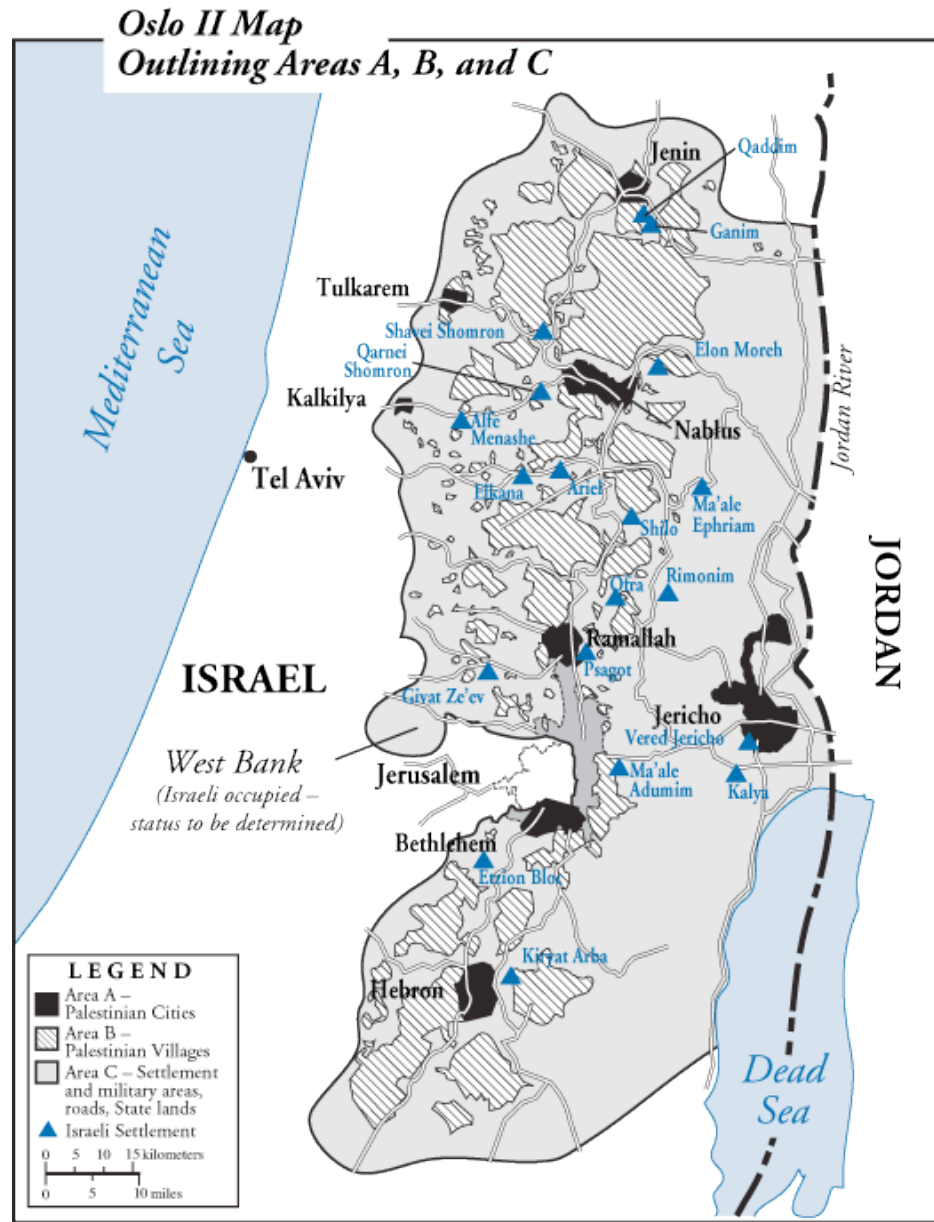 Oslo II Map
Outlining Areas A, B, and C
Jenin
Qaddim
Ganim
Mediterranean
Sea
Tulkarem
Shavei Shomron
Qarnei
Shomron
Elon Moreh
Kalkilya
Alfe
Menashe
Nablus
Jordan River
Tel Aviv
Elkana
Ariel
Ma'ale
Ephriam
Shilo
JORDAN
Ofra
Rimonim
Ramallah
Psagot
ISRAEL
Givat Ze'ev
Jericho
Vered Jericho
West Bank
(Israeli occupied –
status to be determined)
Jerusalem
Ma'ale
Adumim
Kalya
Bethlehem
Etzion Bloc
Kiryat Arba
Hebron
Dead
Sea
LEGEND
Area A –
Palestinian Cities
Area B –
Palestinian Villages
Area C – Settlement
and military areas,
roads, State lands
Israeli Settlement
0 5 10 15 kilometers
0 5 10 miles